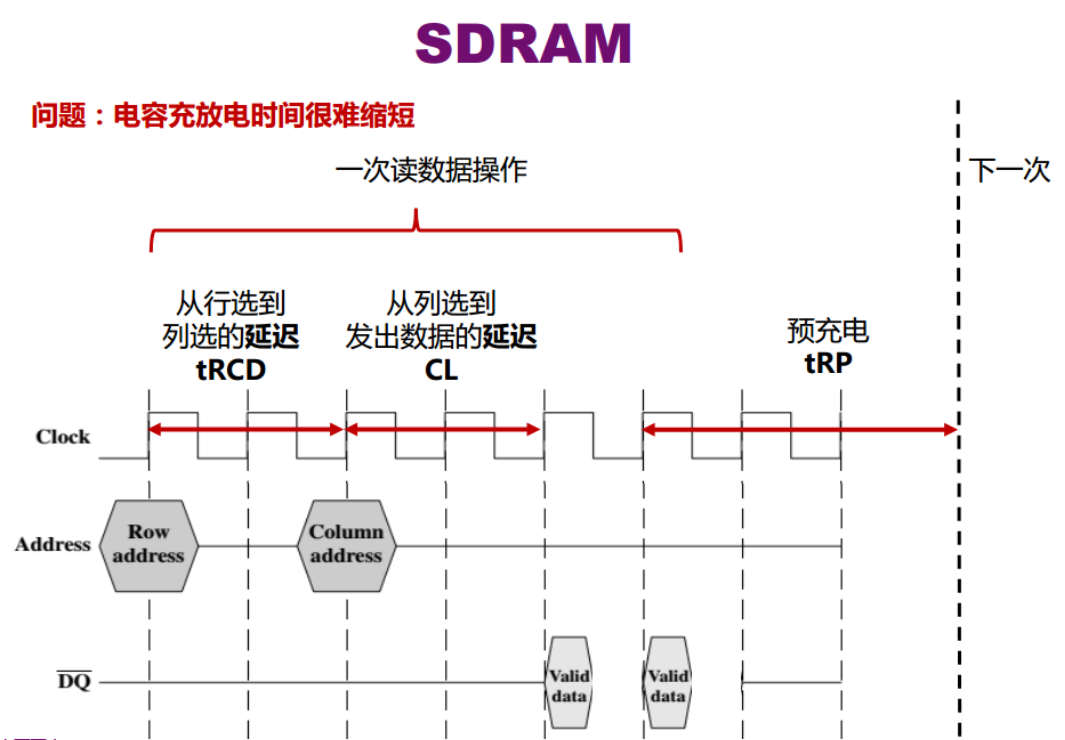 SDRAM
问题：电容充放电时间很难缩短
一次读数据操作
下一次
从行选到
列选的延迟
tRCD
从列选到
发出数据的延迟
CL
预充电
tRP
Clock
Address
Row
address
Column
address
DQ
Valid
data
Valid
data